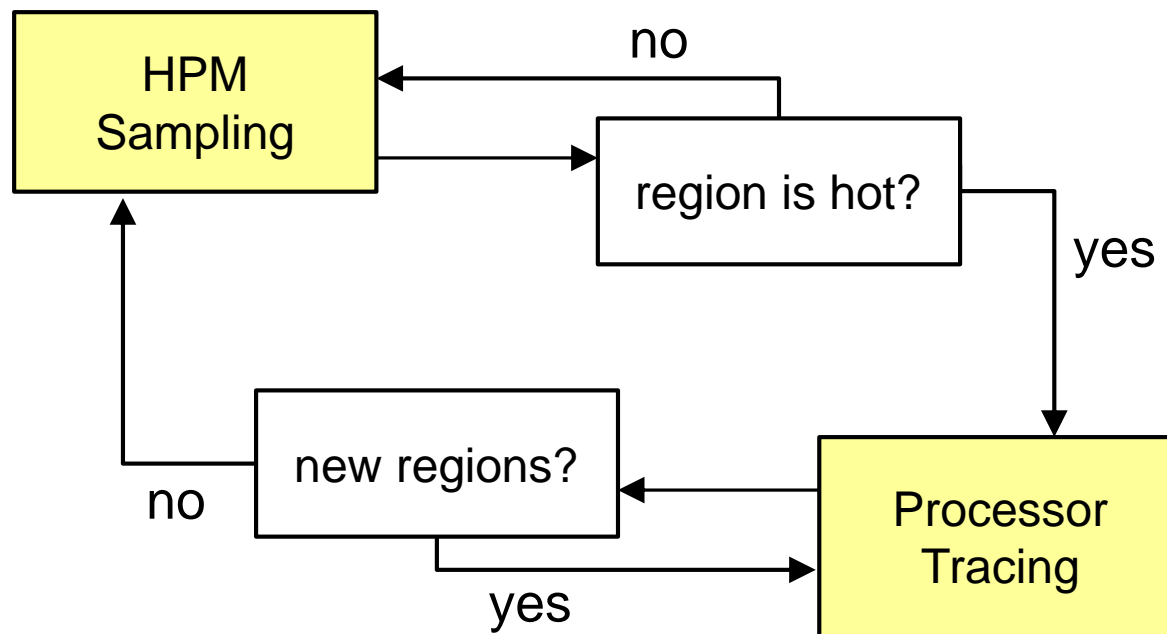 no
HPM
Sampling
region is hot?
yes
new regions?
no
Processor
Tracing
yes